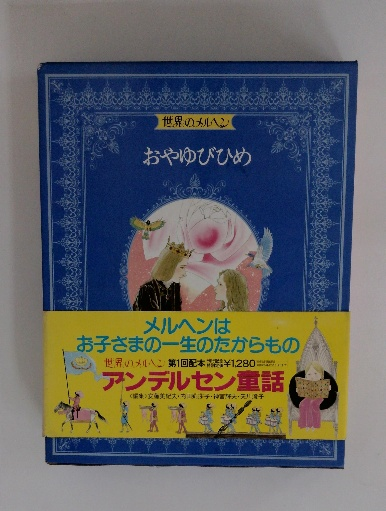 世界のメルヘン
おやゆびひめ
メルヘンは
お子さまの一生のたからもの
世界のメルヘン 第1回配本 ¥1,280
アンデルセン童話